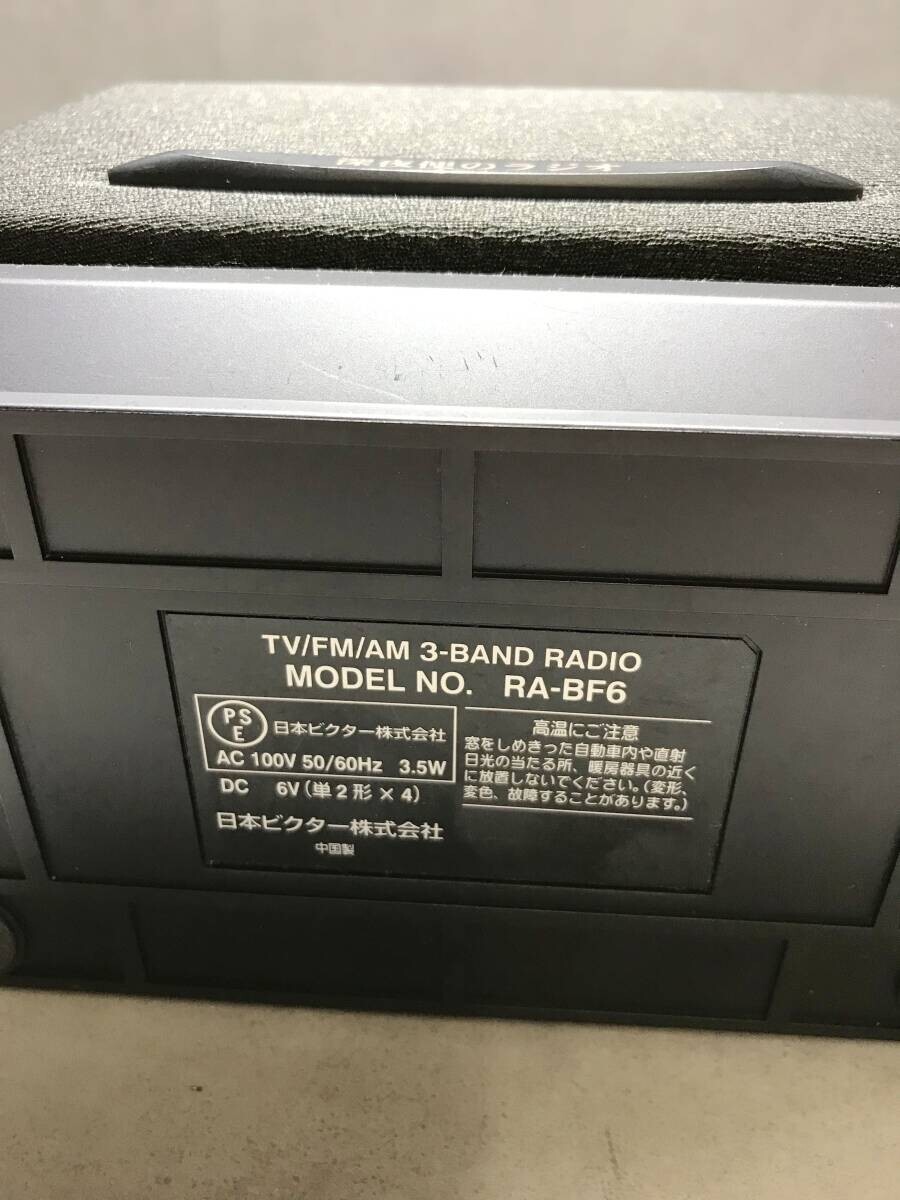 のラジオ
TV/FM/AM 3-BAND RADIO
MODEL NO. RA-BF6
PSE 日本ビクター株式会社
AC 100V 50/60Hz 3.5W
DC 6V (単2形×4)
日本ビクター株式会社
中国製
高温にご注意
窓をしめきった自動車内や直射
日光の当たる所、暖房器具の近く
に放置しないでください。(変形、
変色、故障することがあります。)